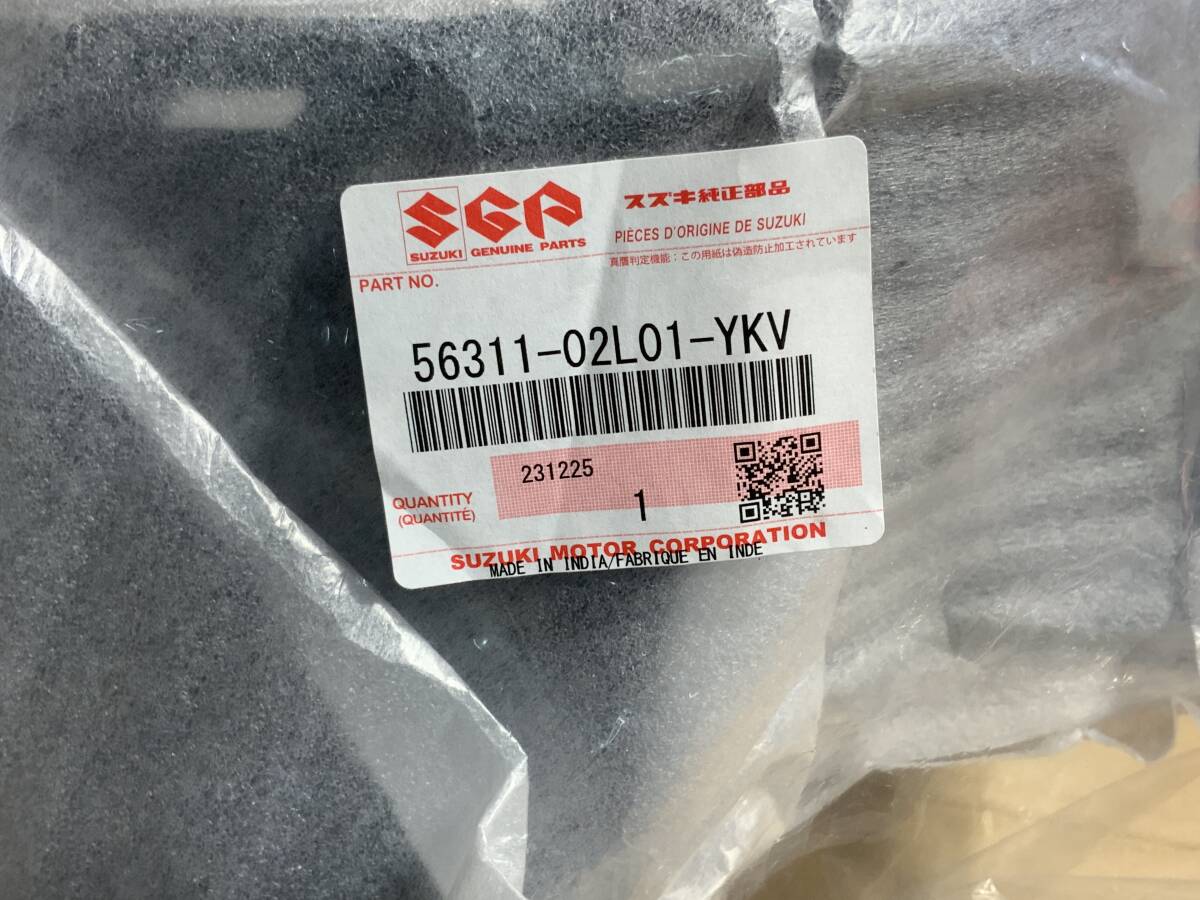 SGP
SUZUKI GENUINE PARTS
スズキ純正部品
PIÈCES D'ORIGINE DE SUZUKI
真贋判定機能:この用紙は偽造防止加工されています
PART NO.
56311-02L01-YKV
231225
QUANTITY
(QUANTITÉ)
1
SUZUKI MOTOR CORPORATION
MADE IN INDIA/FABRIQUE EN INDE